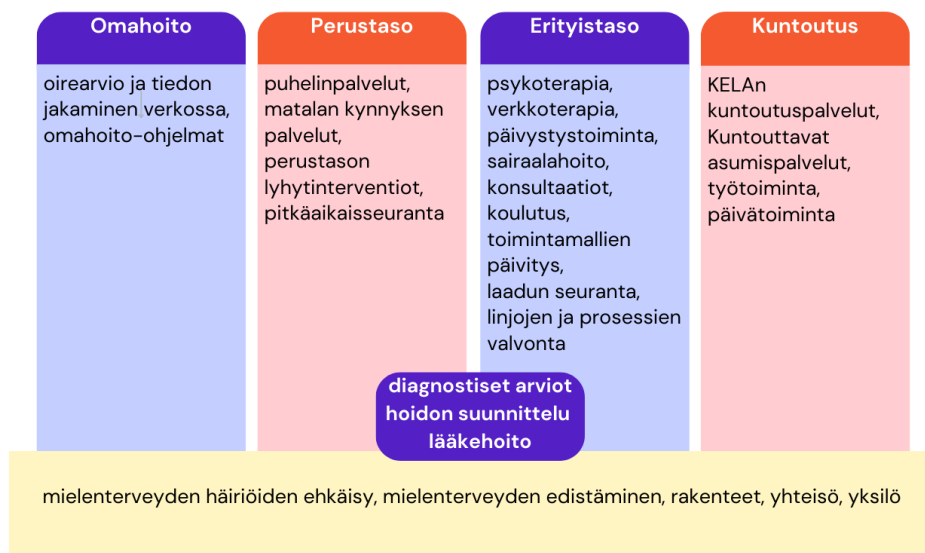 Omahoito
oirearvio ja tiedon
jakaminen verkossa,
omahoito-ohjelmat
Perustaso
puhelinpalvelut,
matalan kynnyksen
palvelut,
perustason
lyhytinterventiot,
pitkäaikaisseuranta
Erityistaso
psykoterapia,
verkkoterapia,
päivystystoiminta,
sairaalahoito,
konsultaatiot,
koulutus,
toimintamallien
päivitys,
laadun seuranta,
linjojen ja prosessien
valvonta
Kuntoutus
KELAn
kuntoutuspalvelut,
Kuntouttavat
asumispalvelut,
työtoiminta,
päivätoiminta
diagnostiset arviot
hoidon suunnittelu
lääkehoito
mielenterveyden häiriöiden ehkäisy, mielenterveyden edistäminen, rakenteet, yhteisö, yksilö